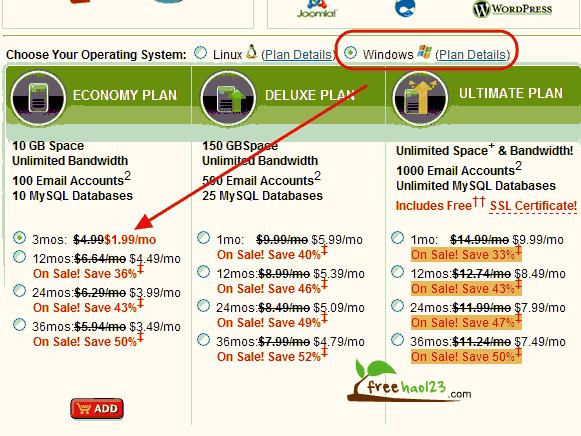 Joomla!
WORDPRESS
Choose Your Operating System: Linux (Plan Details) Windows (Plan Details)
ECONOMY PLAN
10 GB Space
Unlimited Bandwidth
100 Email Accounts2
10 MySQL Databases
3mos: $4.99$1.99/mo
12mos:$6.64/mo $4.49/mo
On Sale! Save 36%‡
24mos:$6.29/mo $3.99/mo
On Sale! Save 43%‡
36mos:$5.94/mo $3.49/mo
On Sale! Save 50%‡
ADD
DELUXE PLAN
150 GBSpace
Unlimited Bandwidth
500 Email Accounts2
25 MySQL Databases
1mo: $9.99/mo $5.99/mo
On Sale! Save 40%‡
12mos:$8.99/mo $5.39/mo
On Sale! Save 46%‡
24mos:$8.49/mo $5.09/mo
On Sale! Save 49%‡
36mos:$7.99/mo $4.79/mo
On Sale! Save 52%‡
ULTIMATE PLAN
Unlimited Space+ & Bandwidth!
1000 Email Accounts2
Unlimited MySQL Databases
Includes Free†† SSL Certificate!
1mo: $14.99/mo $9.99/mo
On Sale! Save 33%‡
12mos:$12.74/mo $8.49/mo
On Sale! Save 43%‡
24mos:$11.99/mo $7.99/mo
On Sale! Save 47%‡
36mos:$11.24/mo $7.49/mo
On Sale! Save 50%‡
freehao123.com